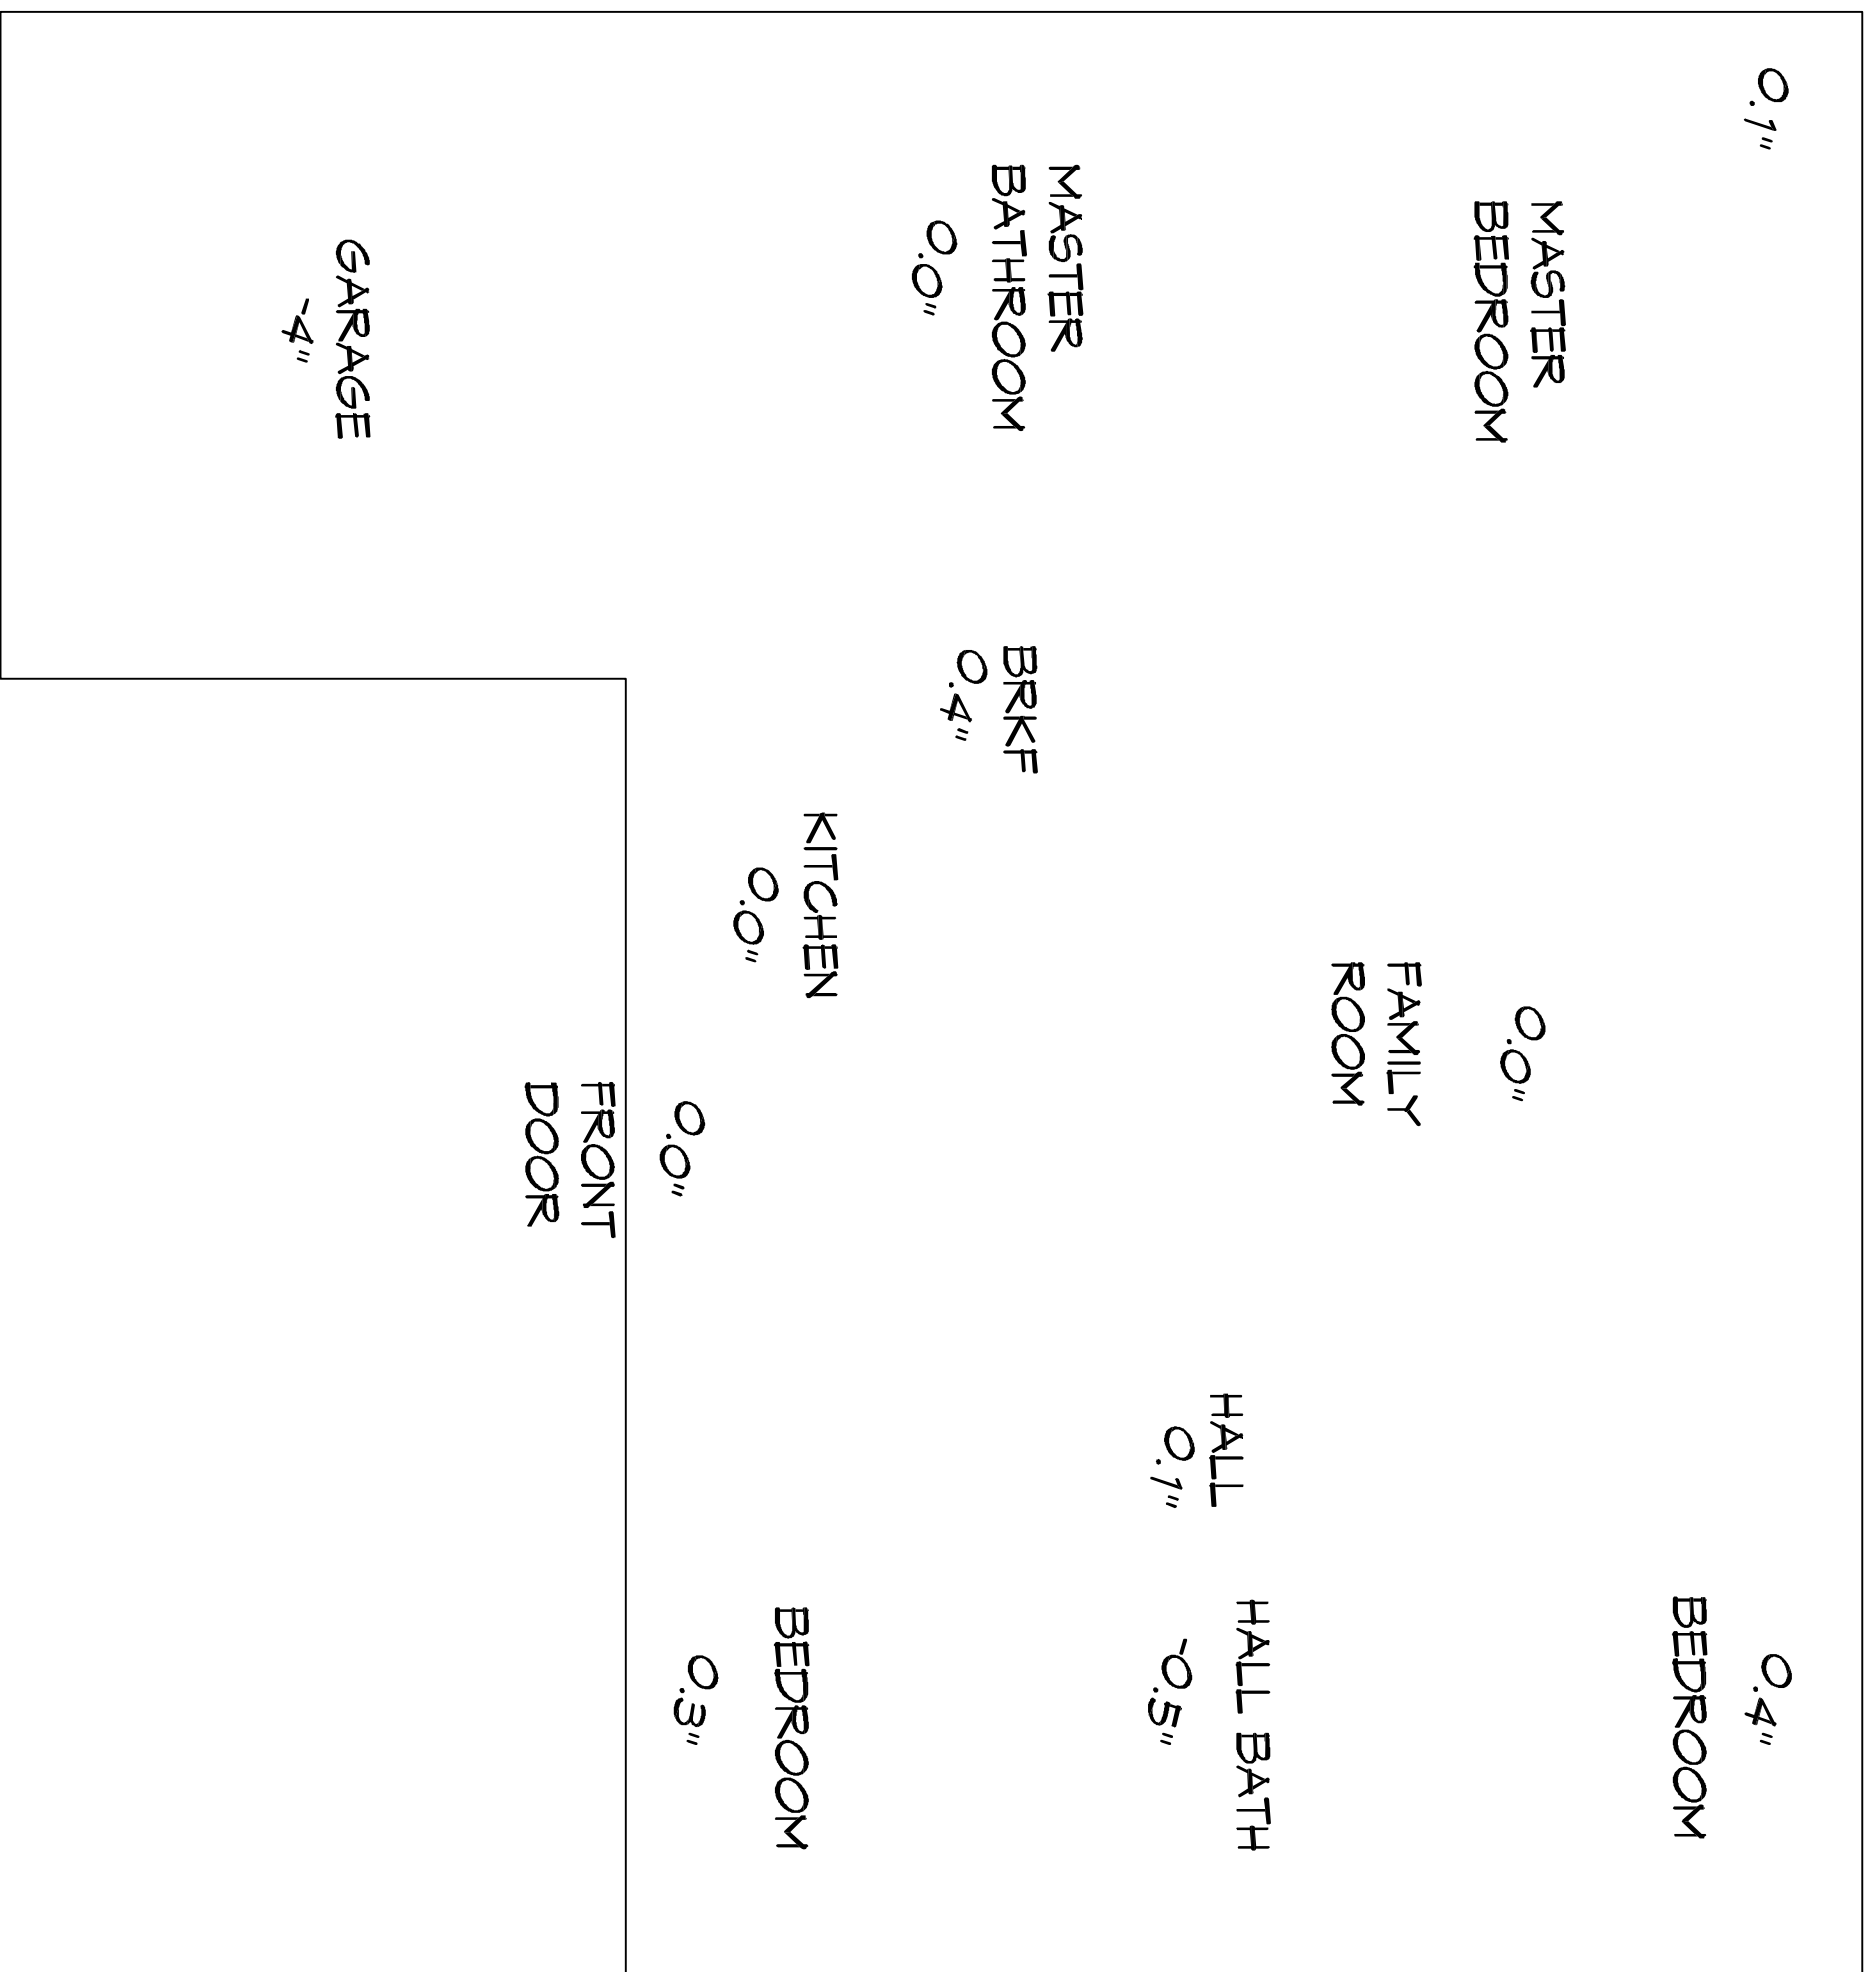 0.1"
0.4"
BEDROOM
MASTER
BEDROOM
0.0"
FAMILY
ROOM
HALL BATH
-0.5"
HALL
0.1"
MASTER
BATHROOM
0.0"
BRKF
0.4"
KITCHEN
0.0"
BEDROOM
0.3"
0.0"
FRONT
DOOR
GARAGE
-4"